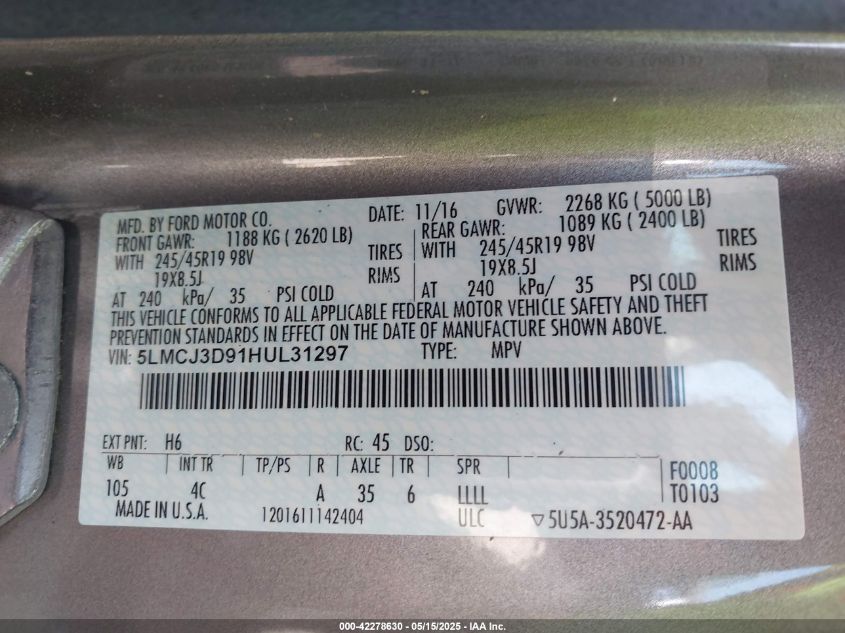 MFD. BY FORD MOTOR CO. DATE: 11/16 GVWR: 2268 KG ( 5000 LB)
FRONT GAWR: 1188 KG ( 2620 LB) REAR GAWR: 1089 KG ( 2400 LB)
WITH 245/45R19 98V TIRES WITH 245/45R19 98V TIRES
19X8.5J RIMS 19X8.5J RIMS
AT 240 kPa/ 35 PSI COLD AT 240 kPa/ 35 PSI COLD
THIS VEHICLE CONFORMS TO ALL APPLICABLE FEDERAL MOTOR VEHICLE SAFETY AND THEFT
PREVENTION STANDARDS IN EFFECT ON THE DATE OF MANUFACTURE SHOWN ABOVE.
VIN: 5LMCJ3D91HUL31297 TYPE: MPV
EXT PNT: H6 RC: 45 DSO:
WB INT TR TP/PS R AXLE TR SPR F0008
105 4C A 35 6 LLLL T0103
MADE IN U.S.A. 1201611142404 ULC ▽5U5A-3520472-AA
000-42278630 - 05/15/2025 - IAA Inc.